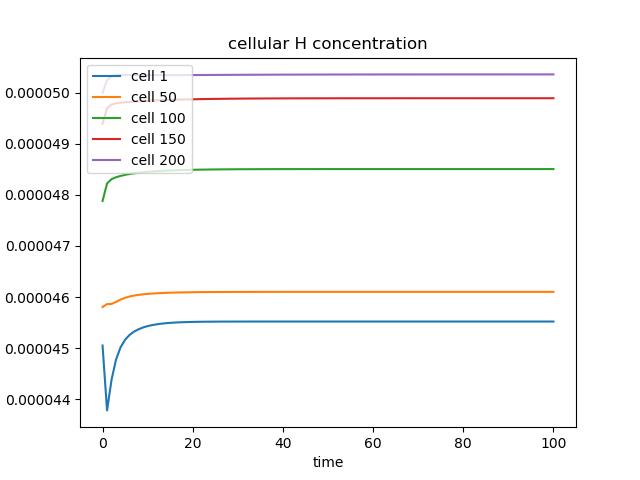 cellular H concentration
cell 1
cell 50
cell 100
cell 150
cell 200
0.000050
0.000049
0.000048
0.000047
0.000046
0.000045
0.000044
0 20 40 60 80 100
time